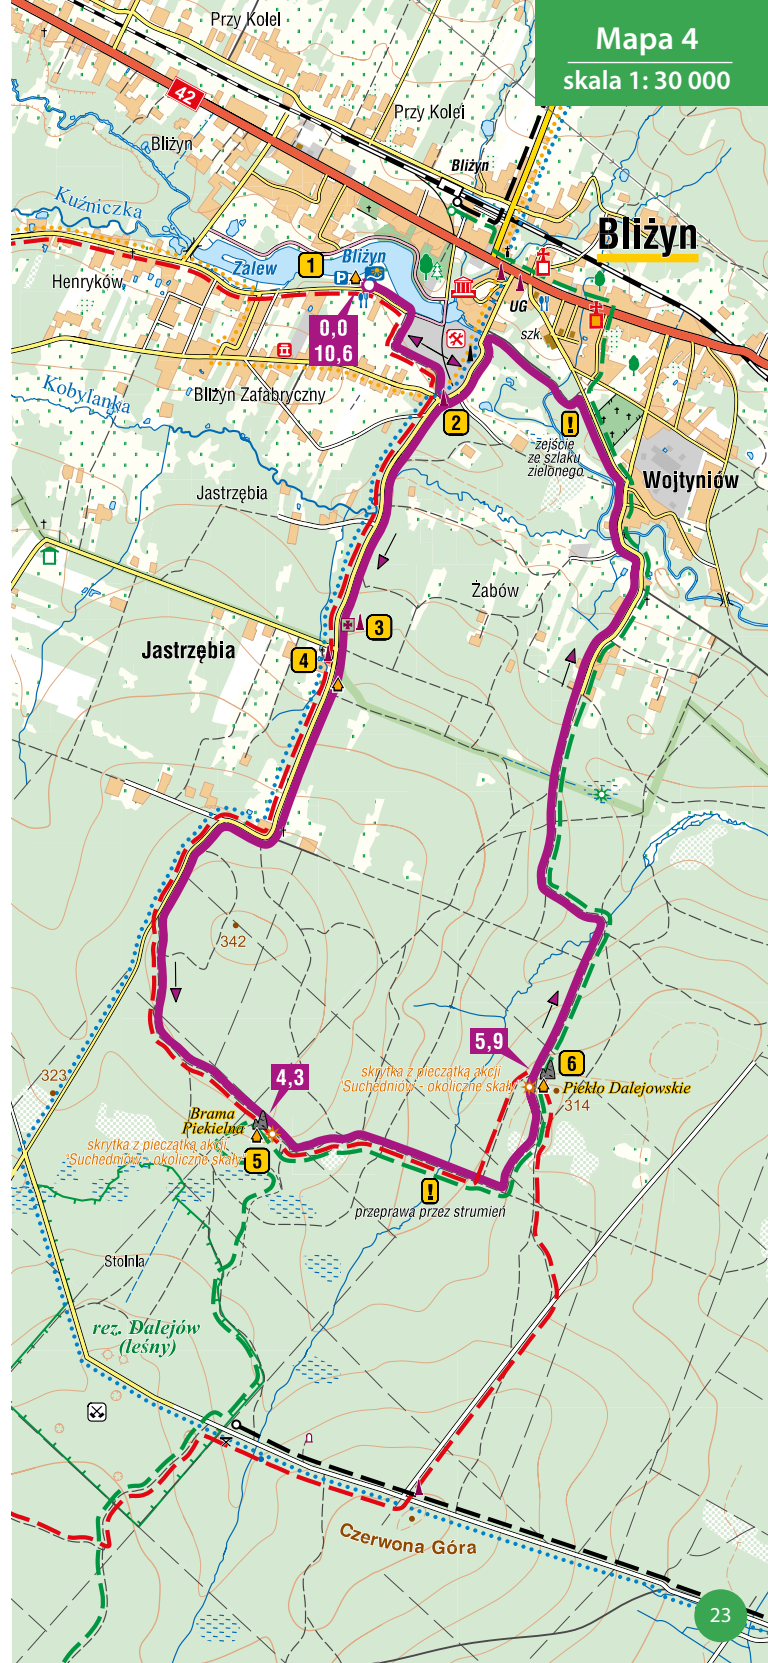 Przy Kolei
Mapa 4
skala 1: 30 000
42
Przy Kolei
Bliżyn
Bliżyn
Kuźniczka
Bliżyn
1
Bliżyn
Zalew
P
Henryków
UG
0,0
10,6
szk.
Bliżyn Zafabryczny
Kobylanka
2
!
zejście
ze szlaku
zielonego
Wojtyniów
Jastrzębia
Żabów
3
Jastrzębia
4
342
5,9
6
skrytka z pieczątką akcji
"Suchedniów - okoliczne skały"
Piekło Dalejowskie
314
323
4,3
Brama
Piekielna
skrytka z pieczątką akcji
"Suchedniów - okoliczne skały"
5
!
przeprawa przez strumień
Stolnia
rez. Dalejów
(leśny)
Czerwona Góra
23